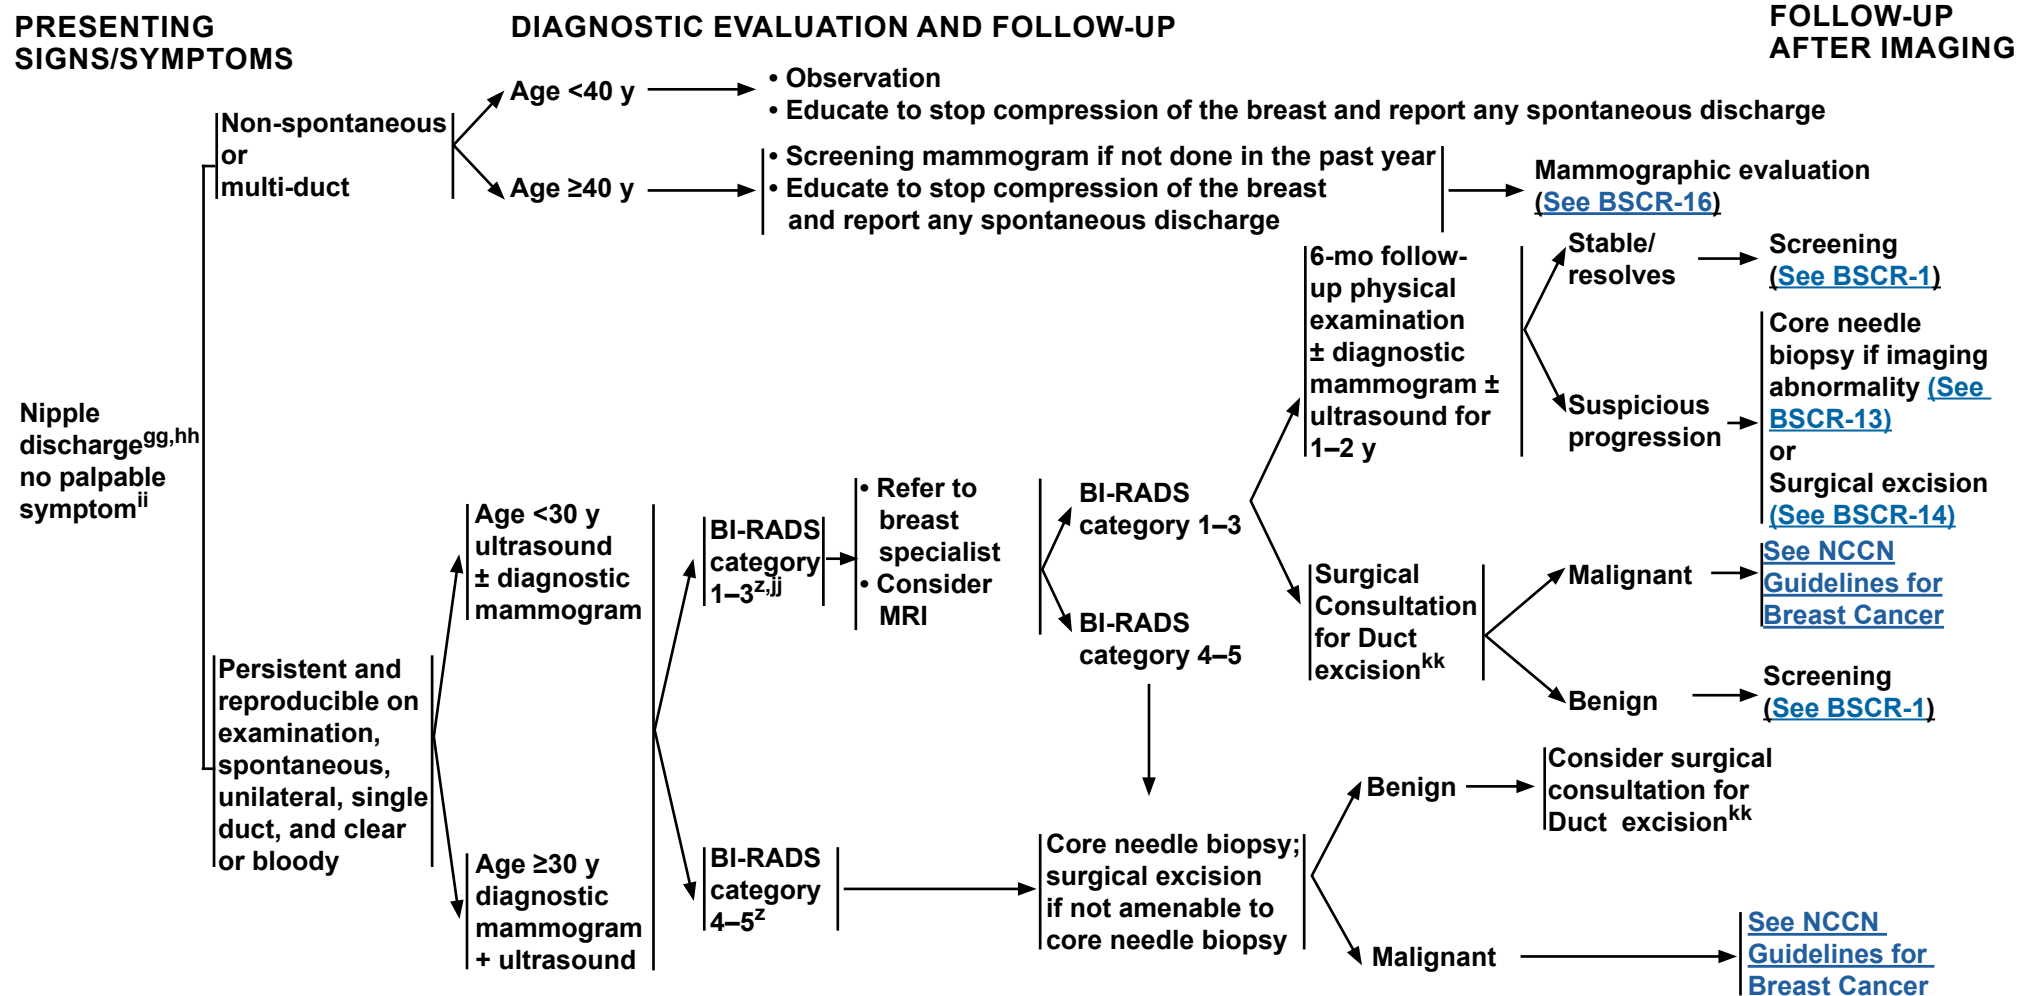 PRESENTING
SIGNS/SYMPTOMS
DIAGNOSTIC EVALUATION AND FOLLOW-UP
FOLLOW-UP
AFTER IMAGING
Nipple
discharge^gg,hh
no palpable
symptom^ii
Non-spontaneous
or
multi-duct
Age <40 y
• Observation
• Educate to stop compression of the breast and report any spontaneous discharge
Age ≥40 y
• Screening mammogram if not done in the past year
• Educate to stop compression of the breast
and report any spontaneous discharge
Mammographic evaluation
(See BSCR-16)
Persistent and
reproducible on
examination,
spontaneous,
unilateral, single
duct, and clear
or bloody
Age <30 y
ultrasound
± diagnostic
mammogram
Age ≥30 y
diagnostic
mammogram
+ ultrasound
BI-RADS
category
1–3^z,jj
• Refer to
breast
specialist
• Consider
MRI
BI-RADS
category 1–3
BI-RADS
category 4–5
6-mo follow-
up physical
examination
± diagnostic
mammogram ±
ultrasound for
1–2 y
Stable/
resolves
Screening
(See BSCR-1)
Suspicious
progression
Core needle
biopsy if imaging
abnormality (See
BSCR-13)
or
Surgical excision
(See BSCR-14)
Surgical
Consultation
for Duct
excision^kk
Malignant
See NCCN
Guidelines for
Breast Cancer
Benign
Screening
(See BSCR-1)
BI-RADS
category
4–5^z
Core needle biopsy;
surgical excision
if not amenable to
core needle biopsy
Benign
Consider surgical
consultation for
Duct excision^kk
Malignant
See NCCN
Guidelines for
Breast Cancer